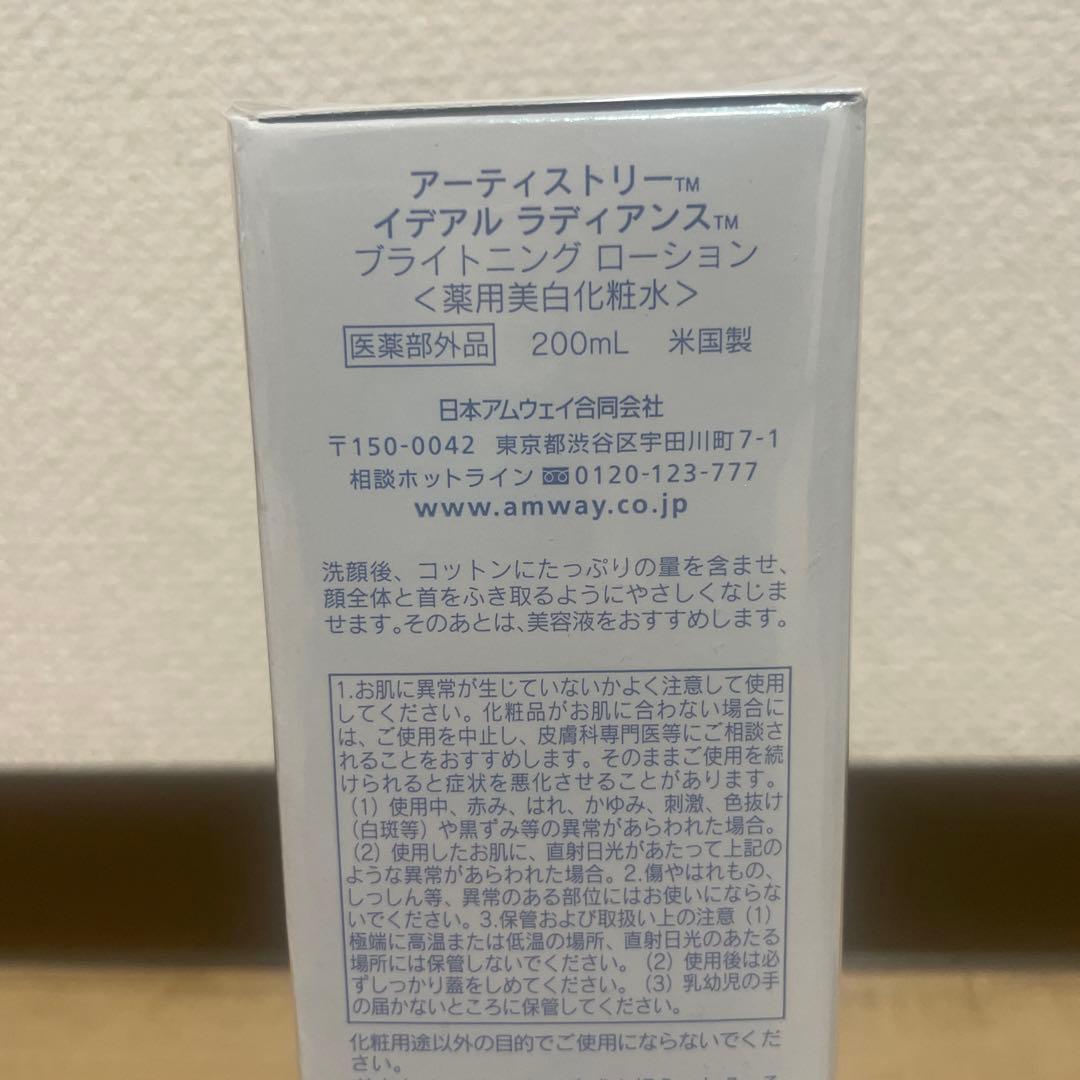 アーティストリー™
イデアル ラディアンス™
ブライトニング ローション
＜薬用美白化粧水＞
医薬部外品 200mL 米国製
日本アムウェイ合同会社
〒150-0042 東京都渋谷区宇田川町7-1
相談ホットライン 0120-123-777
www.amway.co.jp
洗顔後、コットンにたっぷりの量を含ませ、
顔全体と首をふき取るようにやさしくなじま
せます。そのあとは、美容液をおすすめします。
1.お肌に異常が生じていないかよく注意して使用
してください。化粧品がお肌に合わない場合に
は、ご使用を中止し、皮膚科専門医等にご相談さ
れることをおすすめします。そのままご使用を続
けられると症状を悪化させることがあります。
（1）使用中、赤み、はれ、かゆみ、刺激、色抜け
（白斑等）や黒ずみ等の異常があらわれた場合。
（2）使用したお肌に、直射日光があたって上記の
ような異常があらわれた場合。2.傷やはれもの、
しっしん等、異常のある部位にはお使いにならな
いでください。3.保管および取扱い上の注意（1）
極端に高温または低温の場所、直射日光のあたる
場所には保管しないでください。（2）使用後は必
ずしっかり蓋をしめてください。（3）乳幼児の手
の届かないところに保管してください。
化粧用途以外の目的でご使用にならないでくだ
さい。